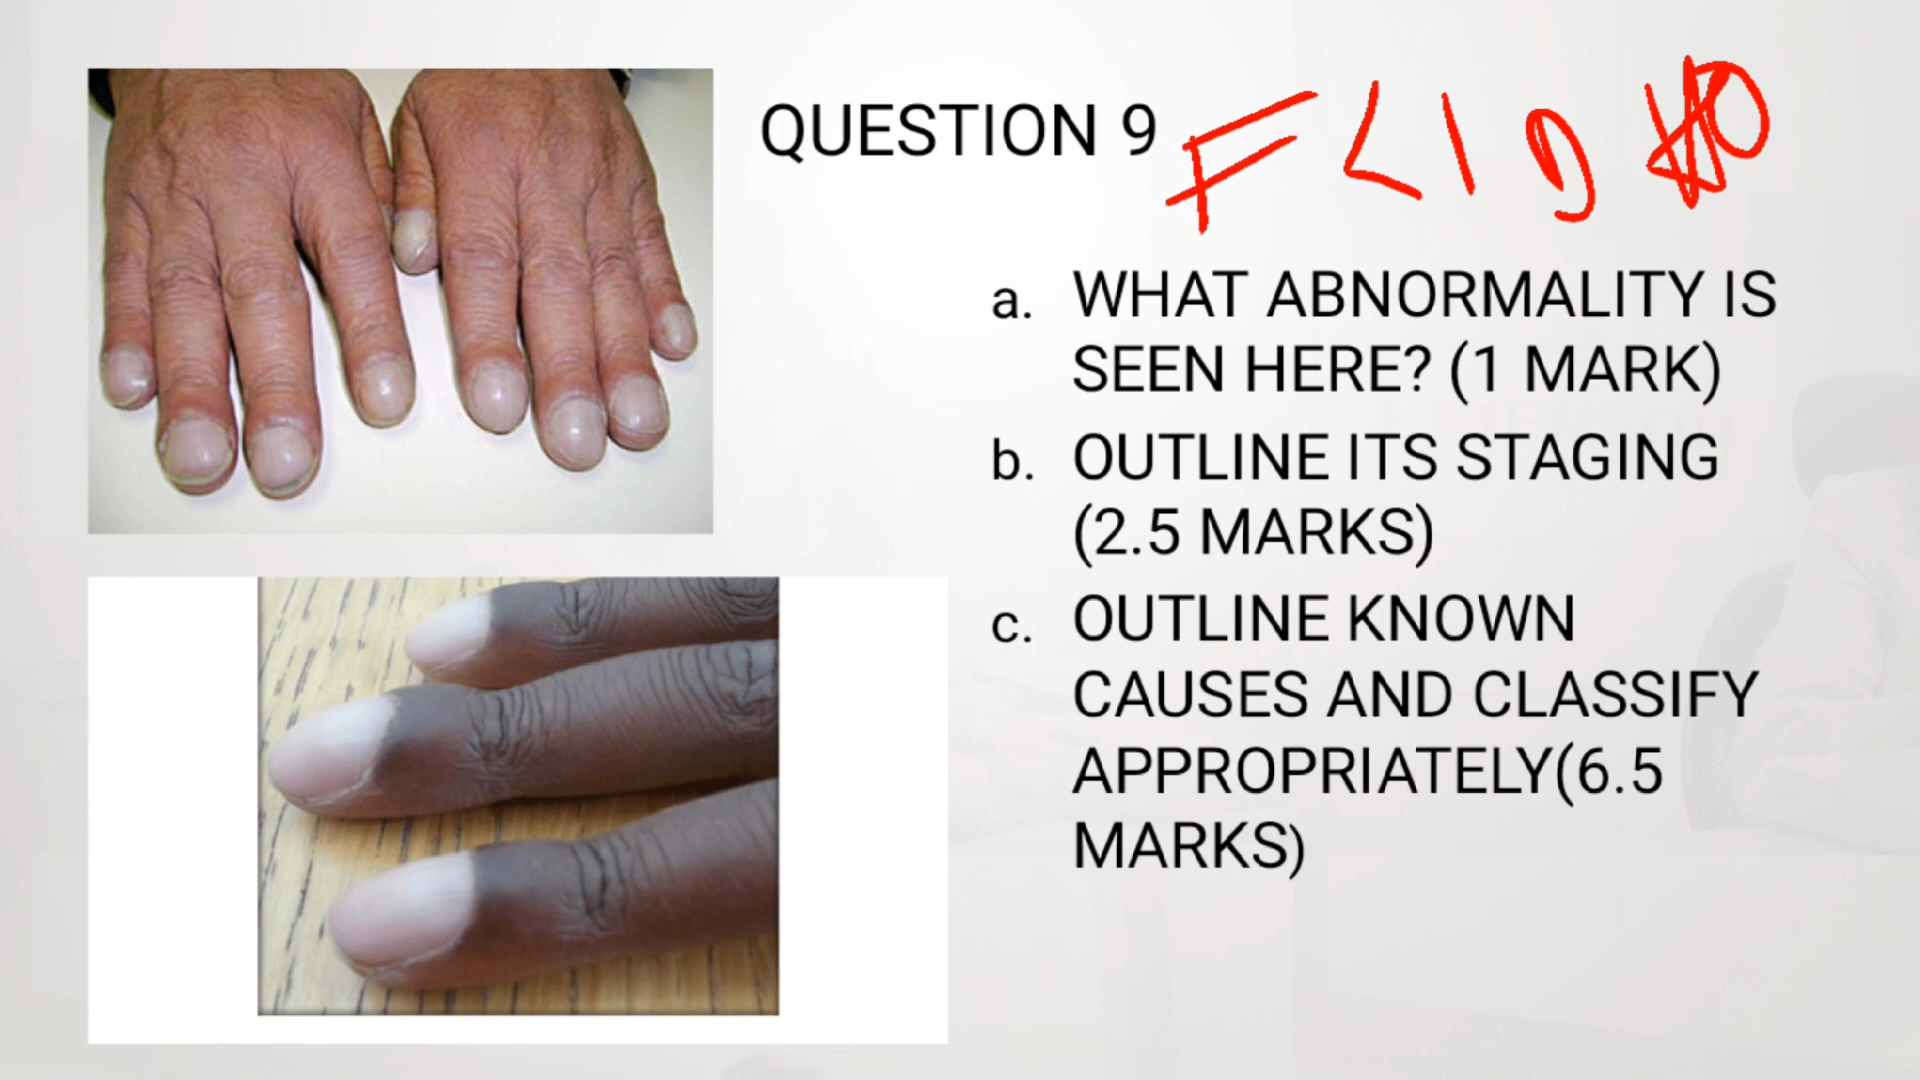 QUESTION 9
F L I D
a. WHAT ABNORMALITY IS
SEEN HERE? (1 MARK)
b. OUTLINE ITS STAGING
(2.5 MARKS)
c. OUTLINE KNOWN
CAUSES AND CLASSIFY
APPROPRIATELY(6.5
MARKS)